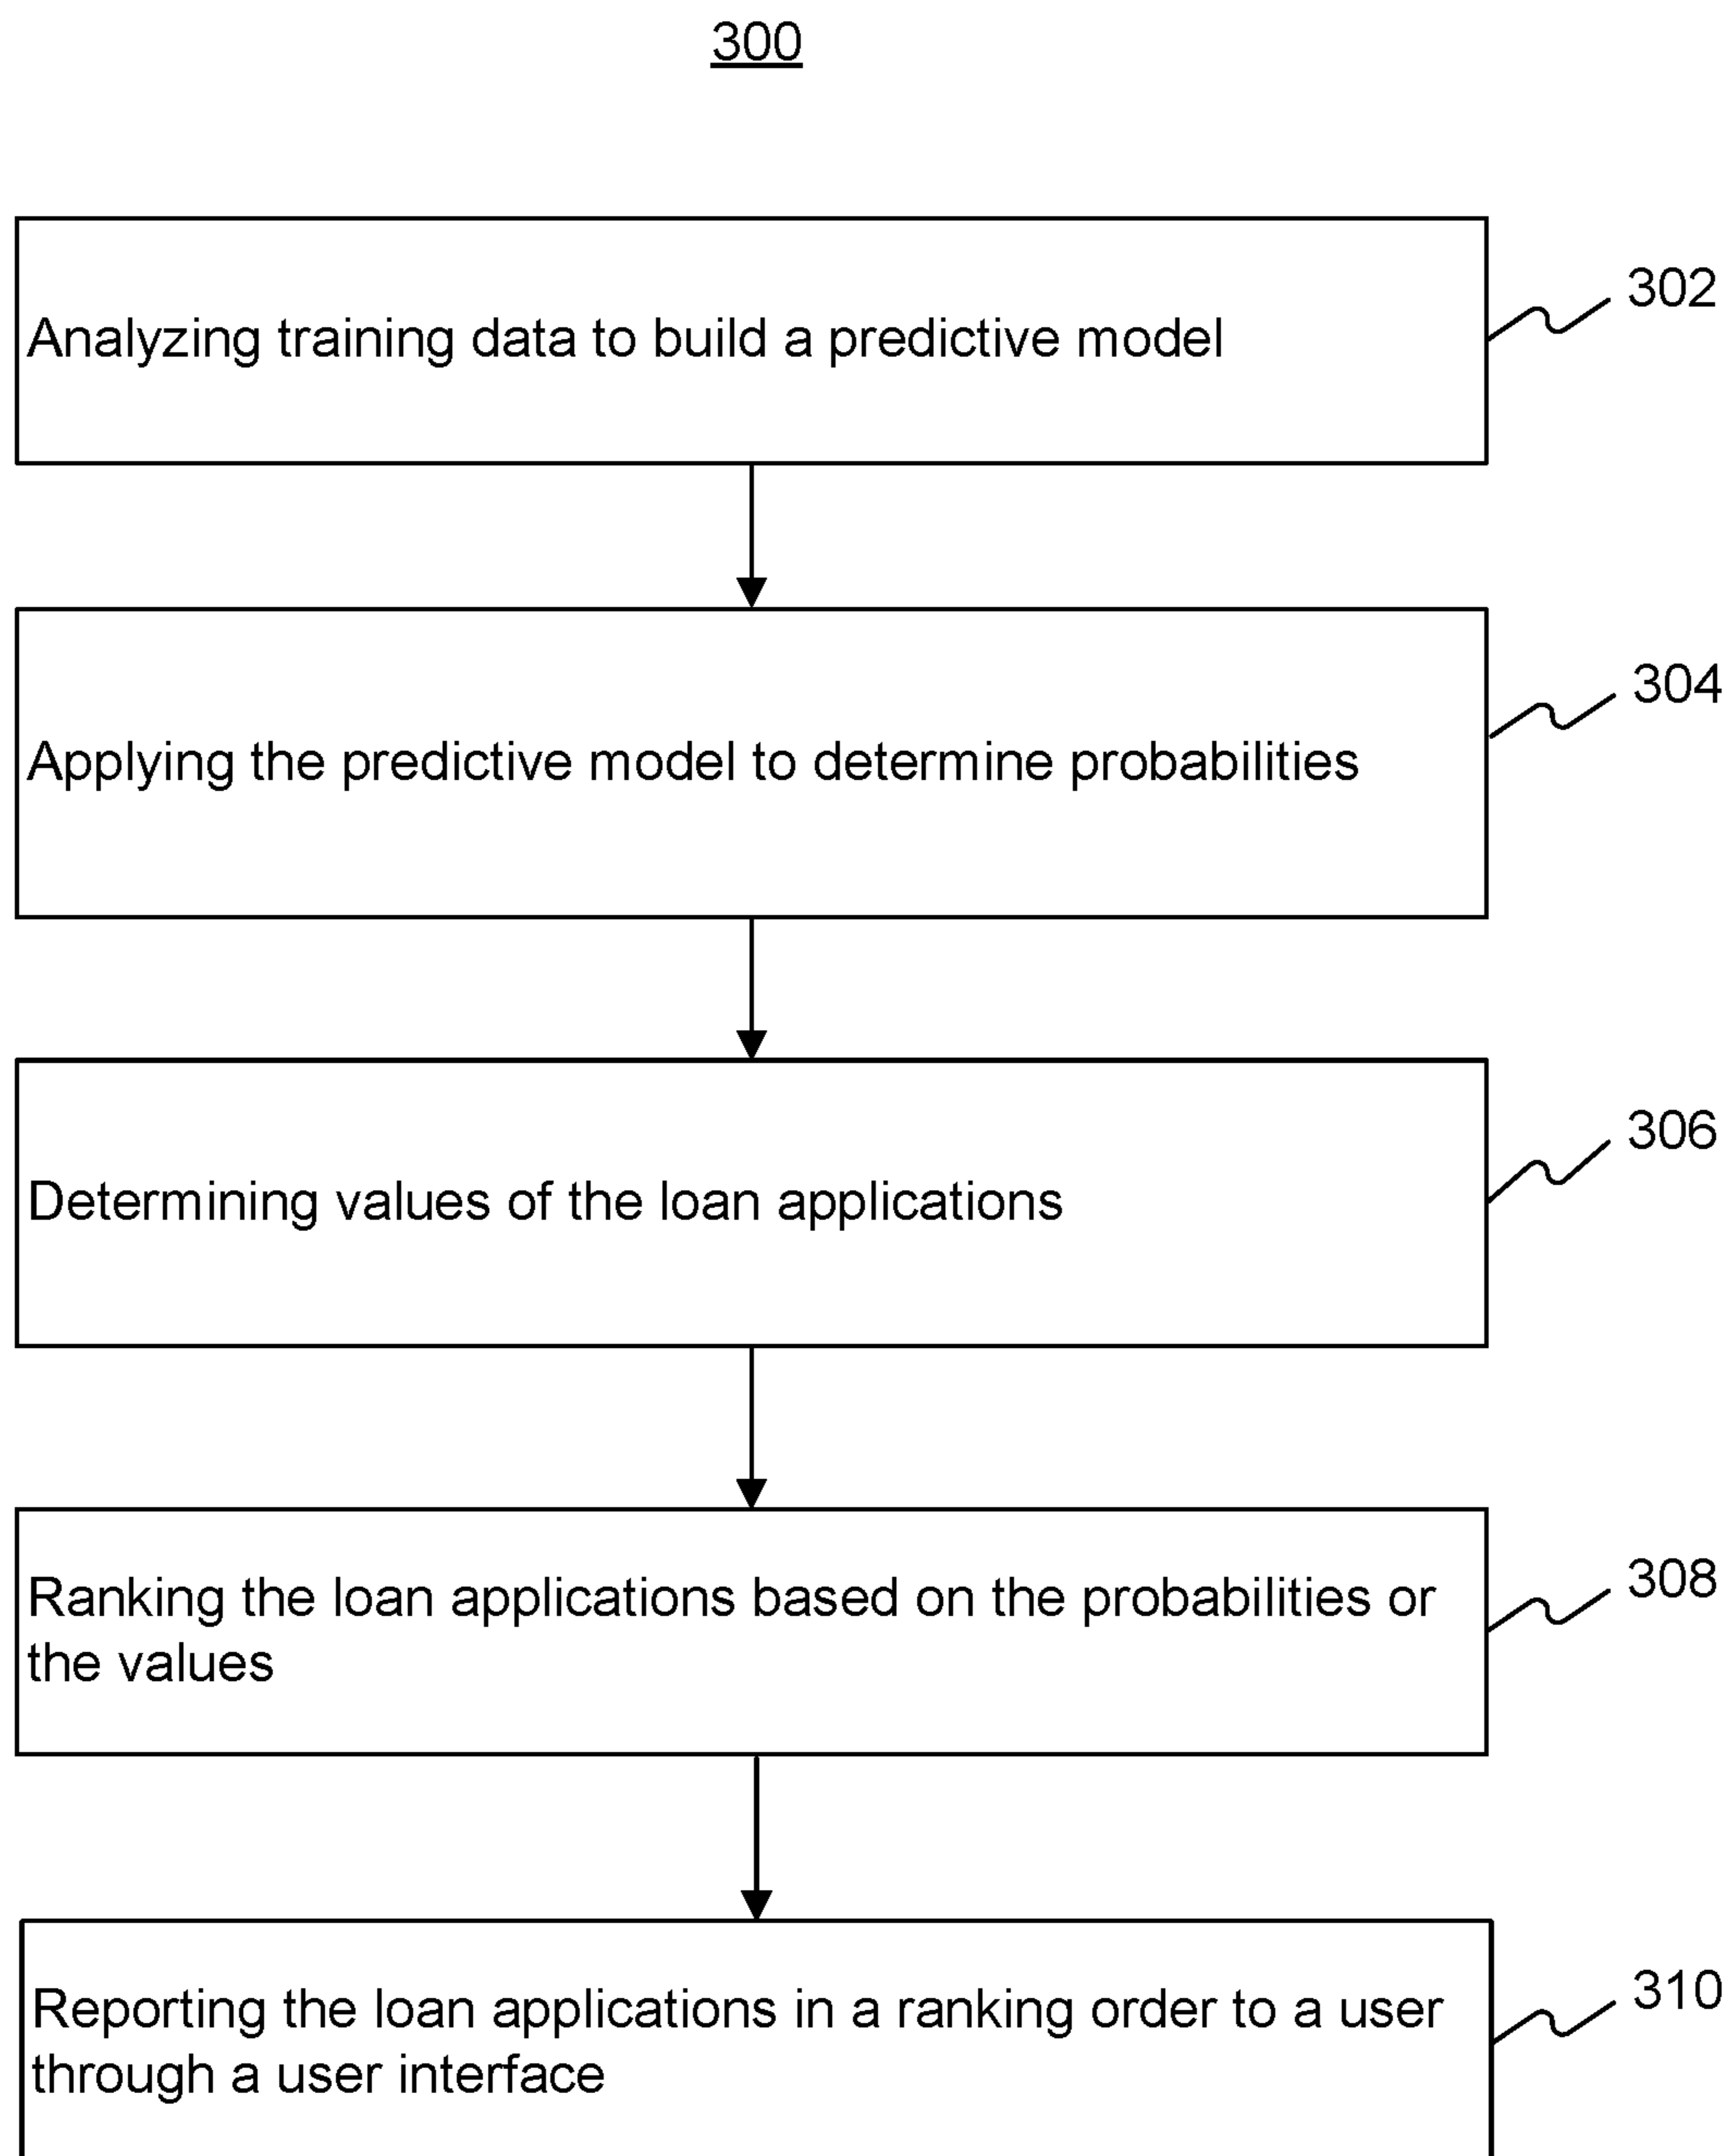 300
Analyzing training data to build a predictive model
302
Applying the predictive model to determine probabilities
304
Determining values of the loan applications
306
Ranking the loan applications based on the probabilities or
the values
308
Reporting the loan applications in a ranking order to a user
through a user interface
310